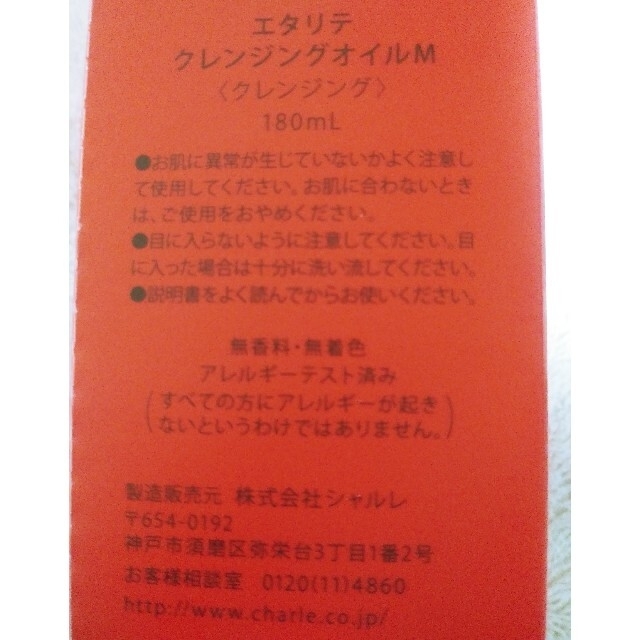 エタリテ
クレンジングオイルM
〈クレンジング〉
180mL
●お肌に異常が生じていないかよく注意し
て使用してください。お肌に合わないとき
は、ご使用をおやめください。
●目に入らないように注意してください。目
に入った場合は十分に洗い流してください。
●説明書をよく読んでからお使いください。
無香料・無着色
アレルギーテスト済み
(すべての方にアレルギーが起き
ないというわけではありません。)
製造販売元 株式会社シャルレ
〒654-0192
神戸市須磨区弥栄台3丁目1番2号
お客様相談室 0120(11)4860
http://www.charle.co.jp/